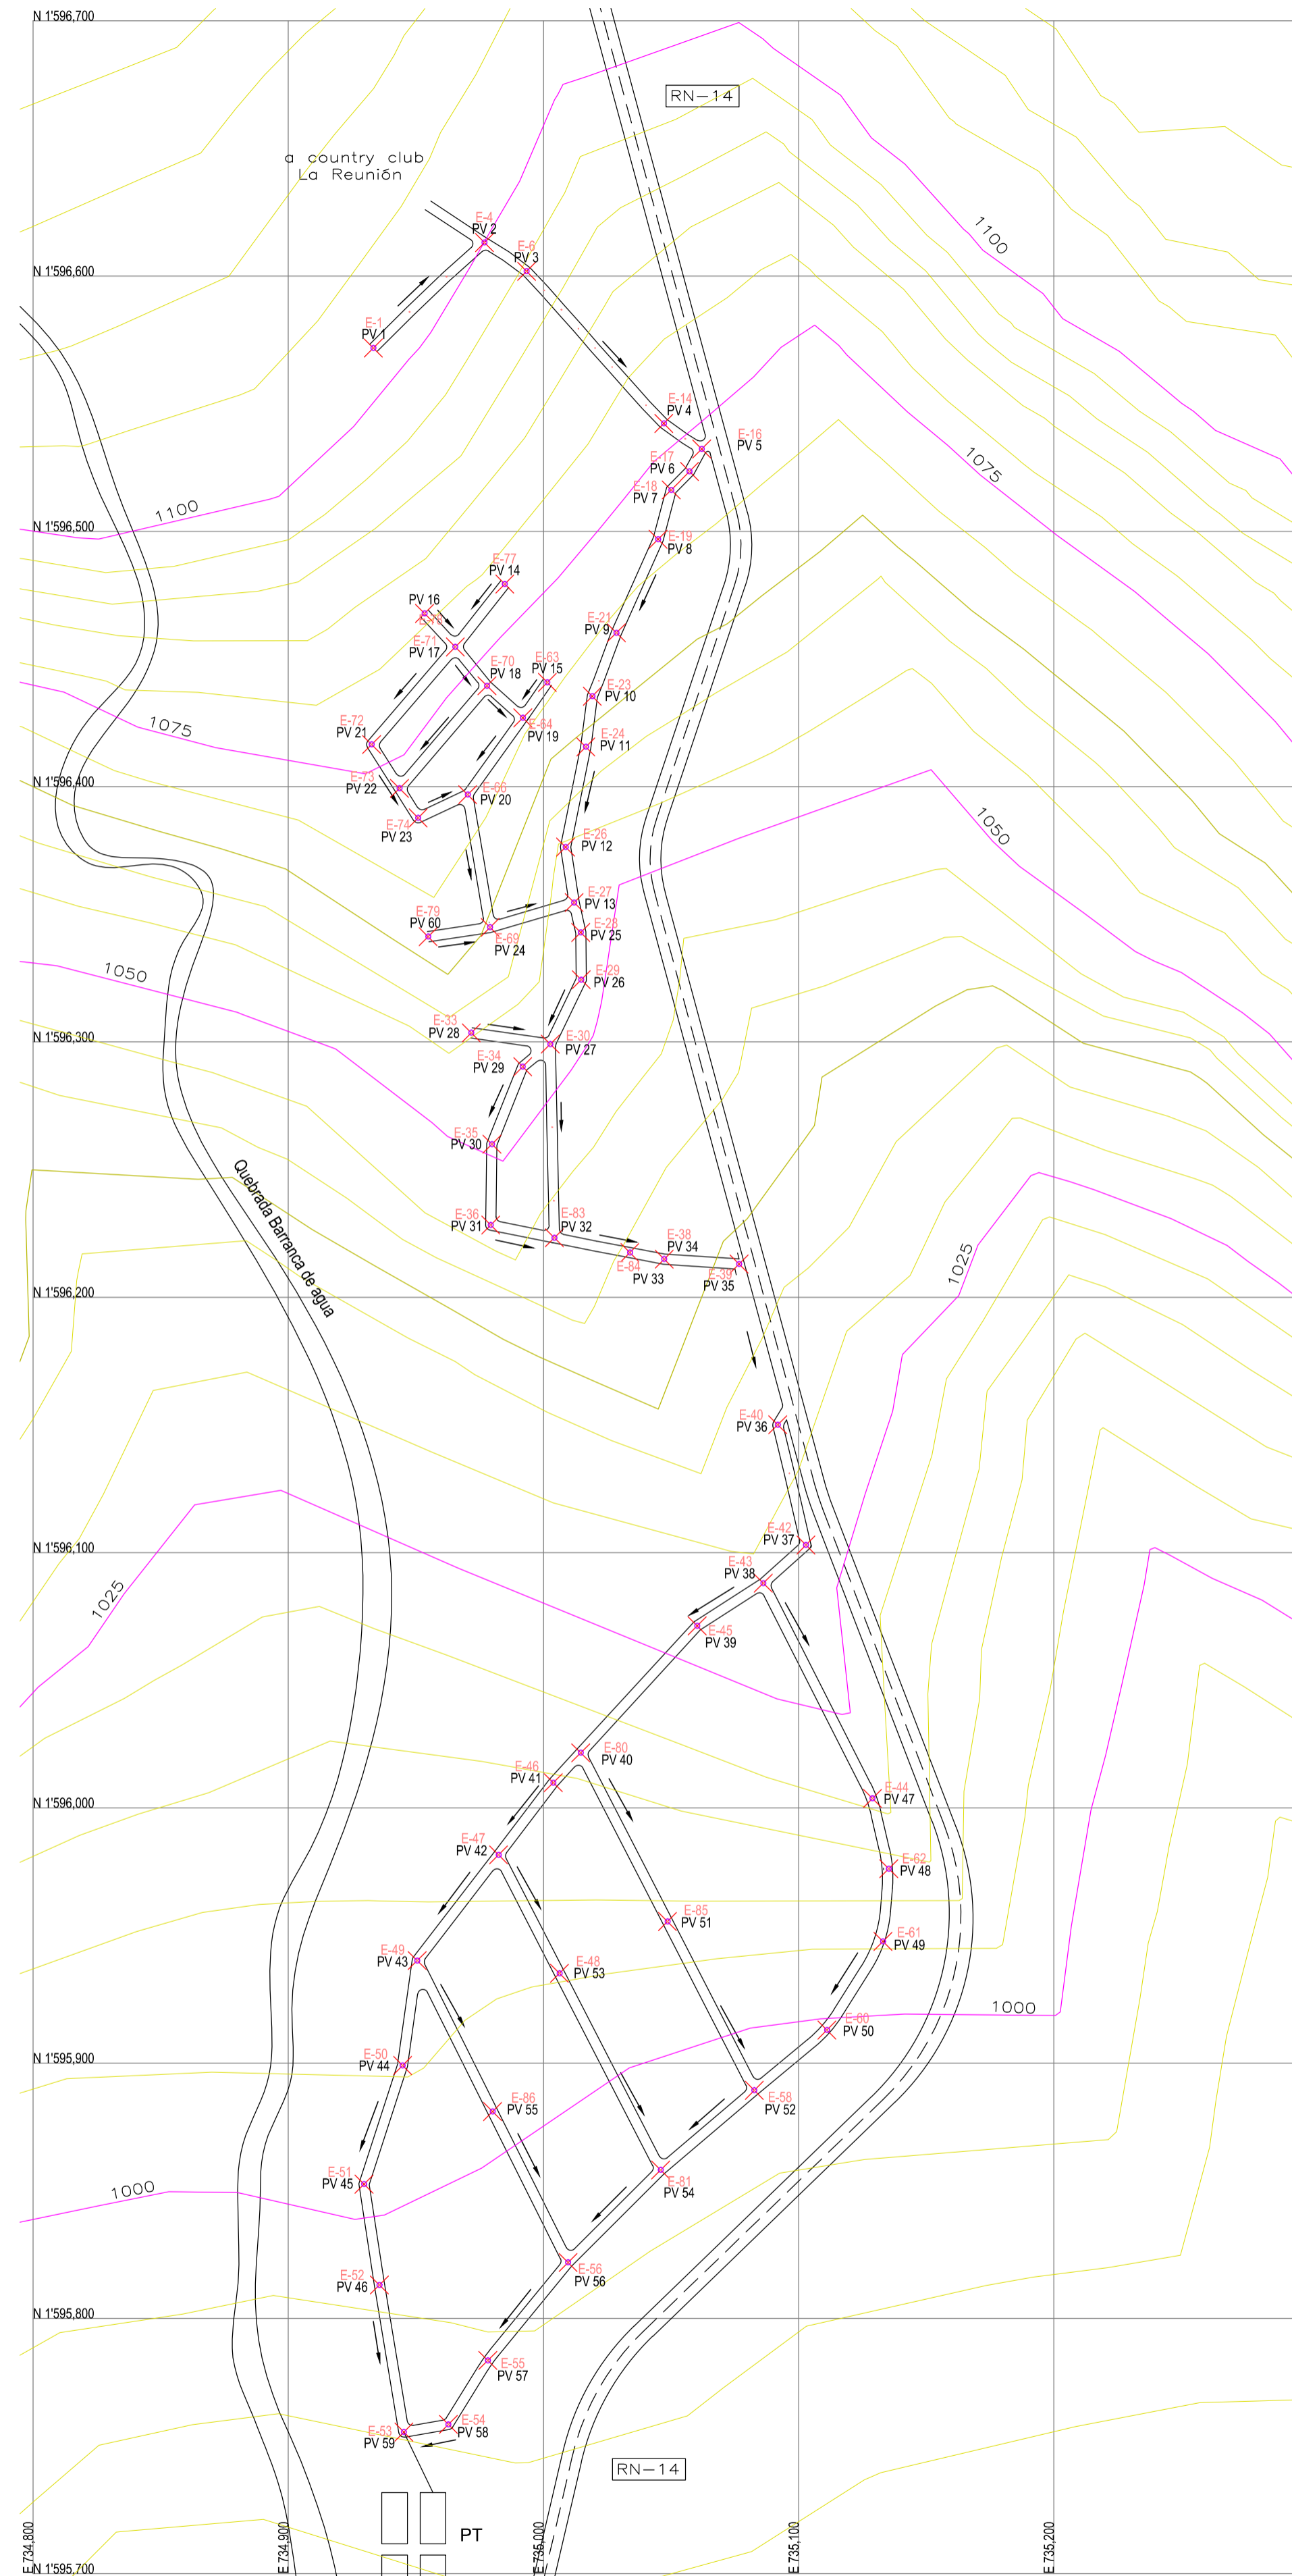 N 1'596,700
RN-14
a country club
La Reunión
E-4
PV 2
1100
E-6
PV 3
N 1'596,600
E-1
PV 1
E-14
PV 4
E-16
PV 5
E-17
PV 6
1075
E-18
PV 7
1100
N 1'596,500
E-19
PV 8
E-77
PV 14
PV 16
E-21
PV 9
E-71
PV 17
E-70
PV 18
E-63
PV 15
E-23
PV 10
E-72
PV 21
1075
E-64
PV 19
E-24
PV 11
E-73
PV 22
N 1'596,400
E-66
PV 20
E-74
PV 23
1050
E-26
PV 12
E-27
PV 13
E-79
PV 60
E-28
PV 25
E-69
PV 24
1050
E-29
PV 26
E-33
PV 28
N 1'596,300
E-30
PV 27
E-34
PV 29
E-35
PV 30
Quebrada Barranca de agua
E-36
PV 31
E-83
PV 32
E-38
PV 34
1025
E-84
PV 33
E-39
PV 35
N 1'596,200
E-40
PV 36
E-42
PV 37
N 1'596,100
E-43
PV 38
1025
E-45
PV 39
E-80
PV 40
E-46
PV 41
E-44
PV 47
N 1'596,000
E-47
PV 42
E-62
PV 48
E-85
PV 51
E-61
PV 49
E-49
PV 43
E-48
PV 53
1000
E-60
PV 50
N 1'595,900
E-50
PV 44
E-58
PV 52
E-86
PV 55
E-51
PV 45
E-81
PV 54
1000
E-56
PV 56
E-52
PV 46
N 1'595,800
E-55
PV 57
E-54
PV 58
E-53
PV 59
RN-14
PT
E 734,800
E 734,900
E 735,000
E 735,100
E 735,200
N 1'595,700